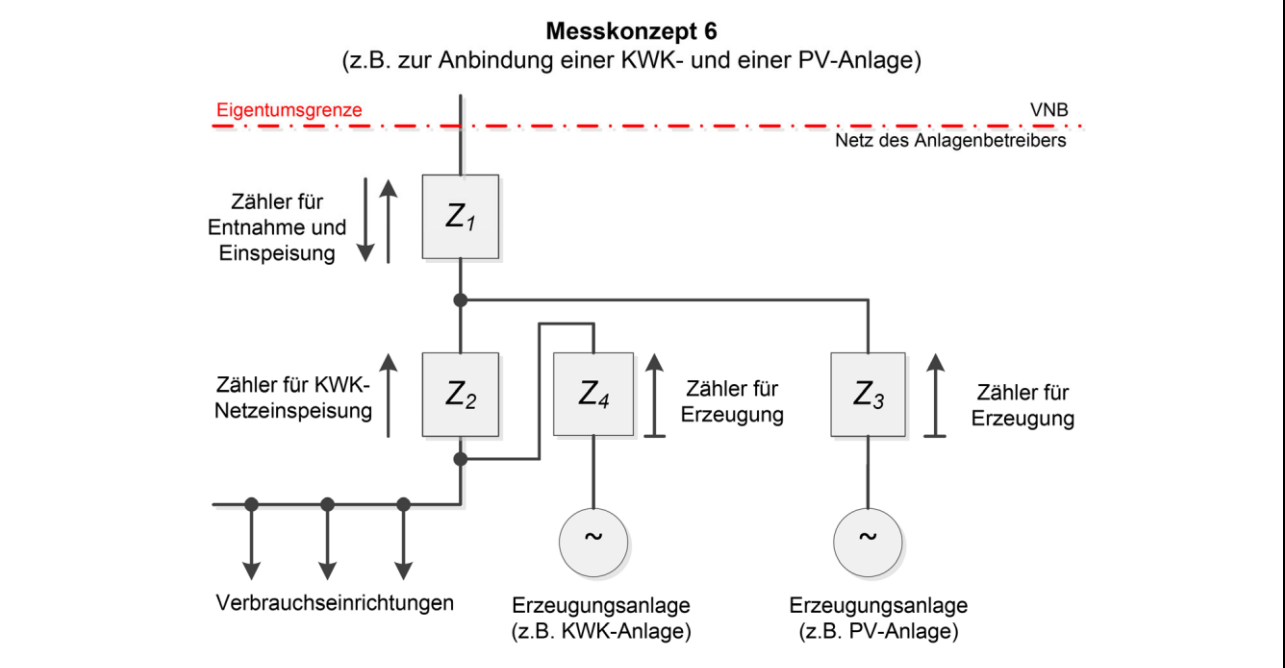 Messkonzept 6
(z.B. zur Anbindung einer KWK- und einer PV-Anlage)
Eigentumsgrenze
VNB
Netz des Anlagenbetreibers
Zähler für
Entnahme und
Einspeisung
Z1
Zähler für KWK-
Netzeinspeisung
Z2
Z4
Zähler für
Erzeugung
Z3
Zähler für
Erzeugung
~
~
Verbrauchseinrichtungen
Erzeugungsanlage
(z.B. KWK-Anlage)
Erzeugungsanlage
(z.B. PV-Anlage)